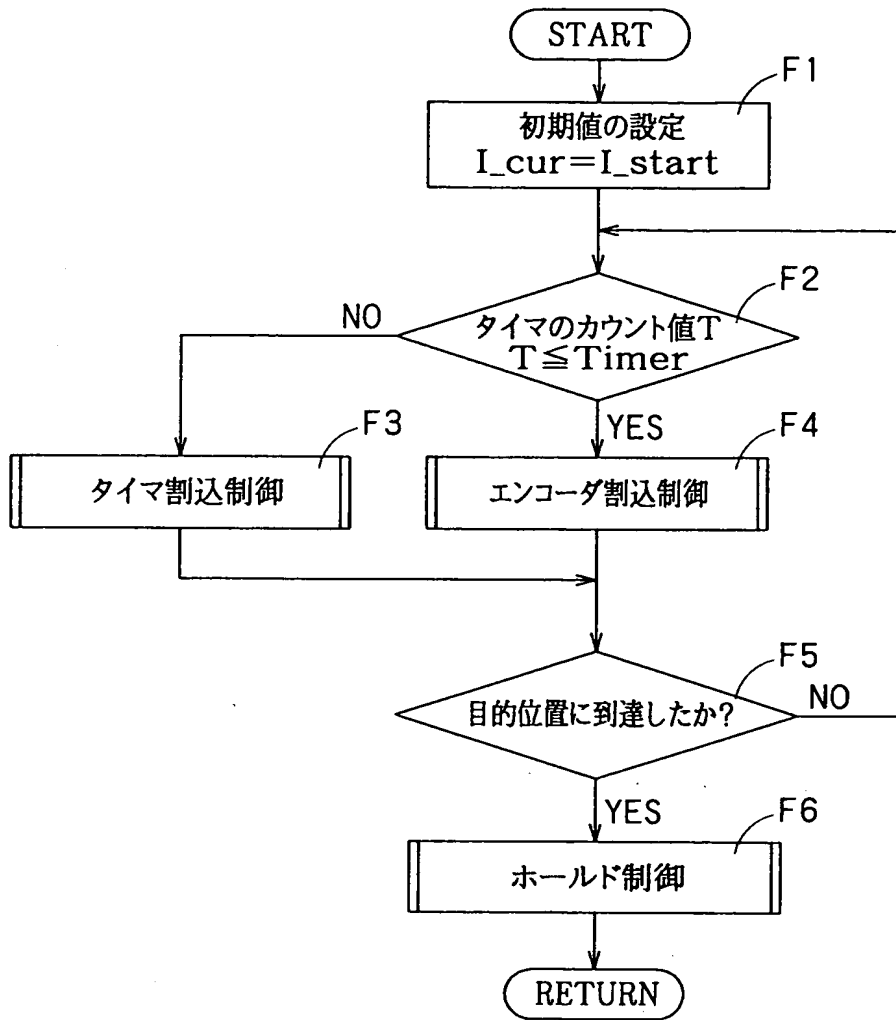 START
F1
初期値の設定
I_cur=I_start
F2
NO
タイマのカウント値T
T≦Timer
YES
F3
F4
タイマ割込制御
エンコーダ割込制御
F5
目的位置に到達したか?
NO
YES
F6
ホールド制御
RETURN